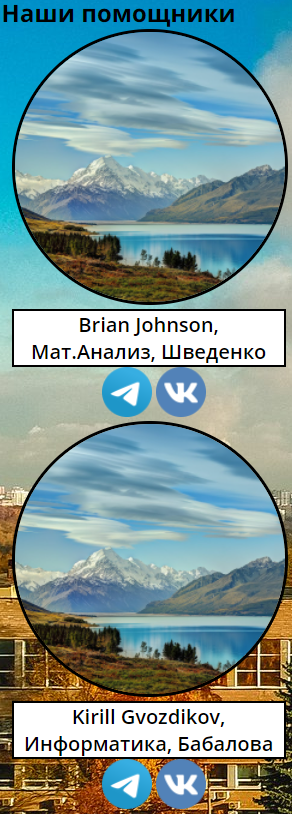 Наши помощники
Brian Johnson,
Мат.Анализ, Шведенко
Kirill Gvozdikov,
Информатика, Бабалова